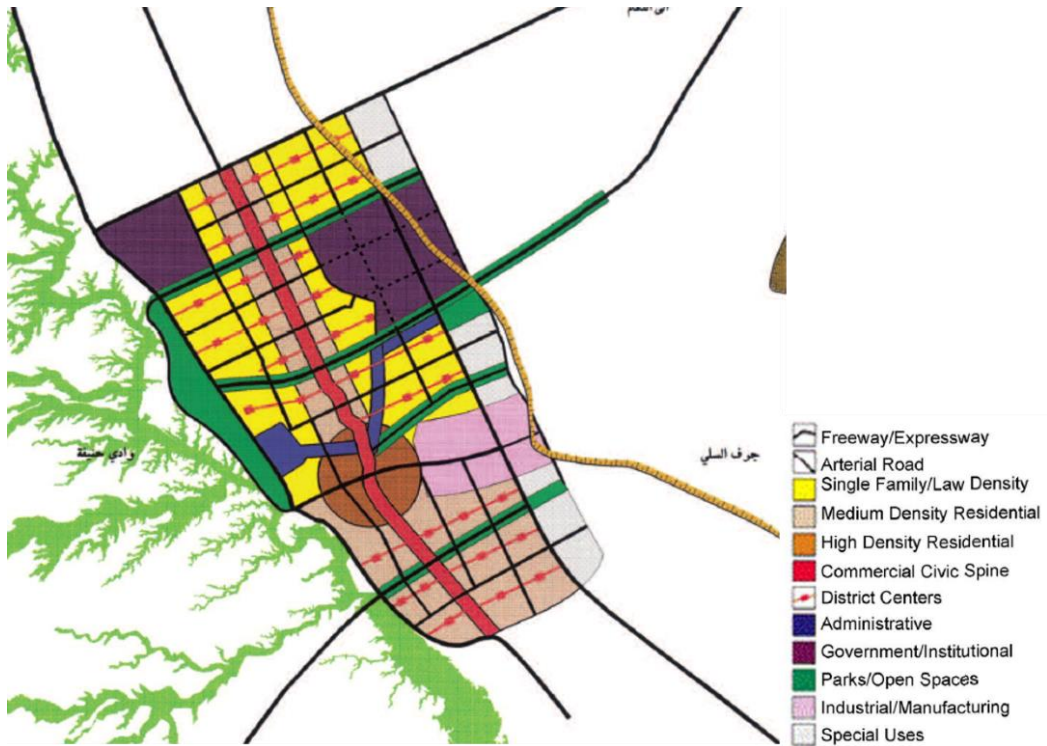 وادي حنيفة
جرف السلي
Freeway/Expressway
Arterial Road
Single Family/Law Density
Medium Density Residential
High Density Residential
Commercial Civic Spine
District Centers
Administrative
Government/Institutional
Parks/Open Spaces
Industrial/Manufacturing
Special Uses